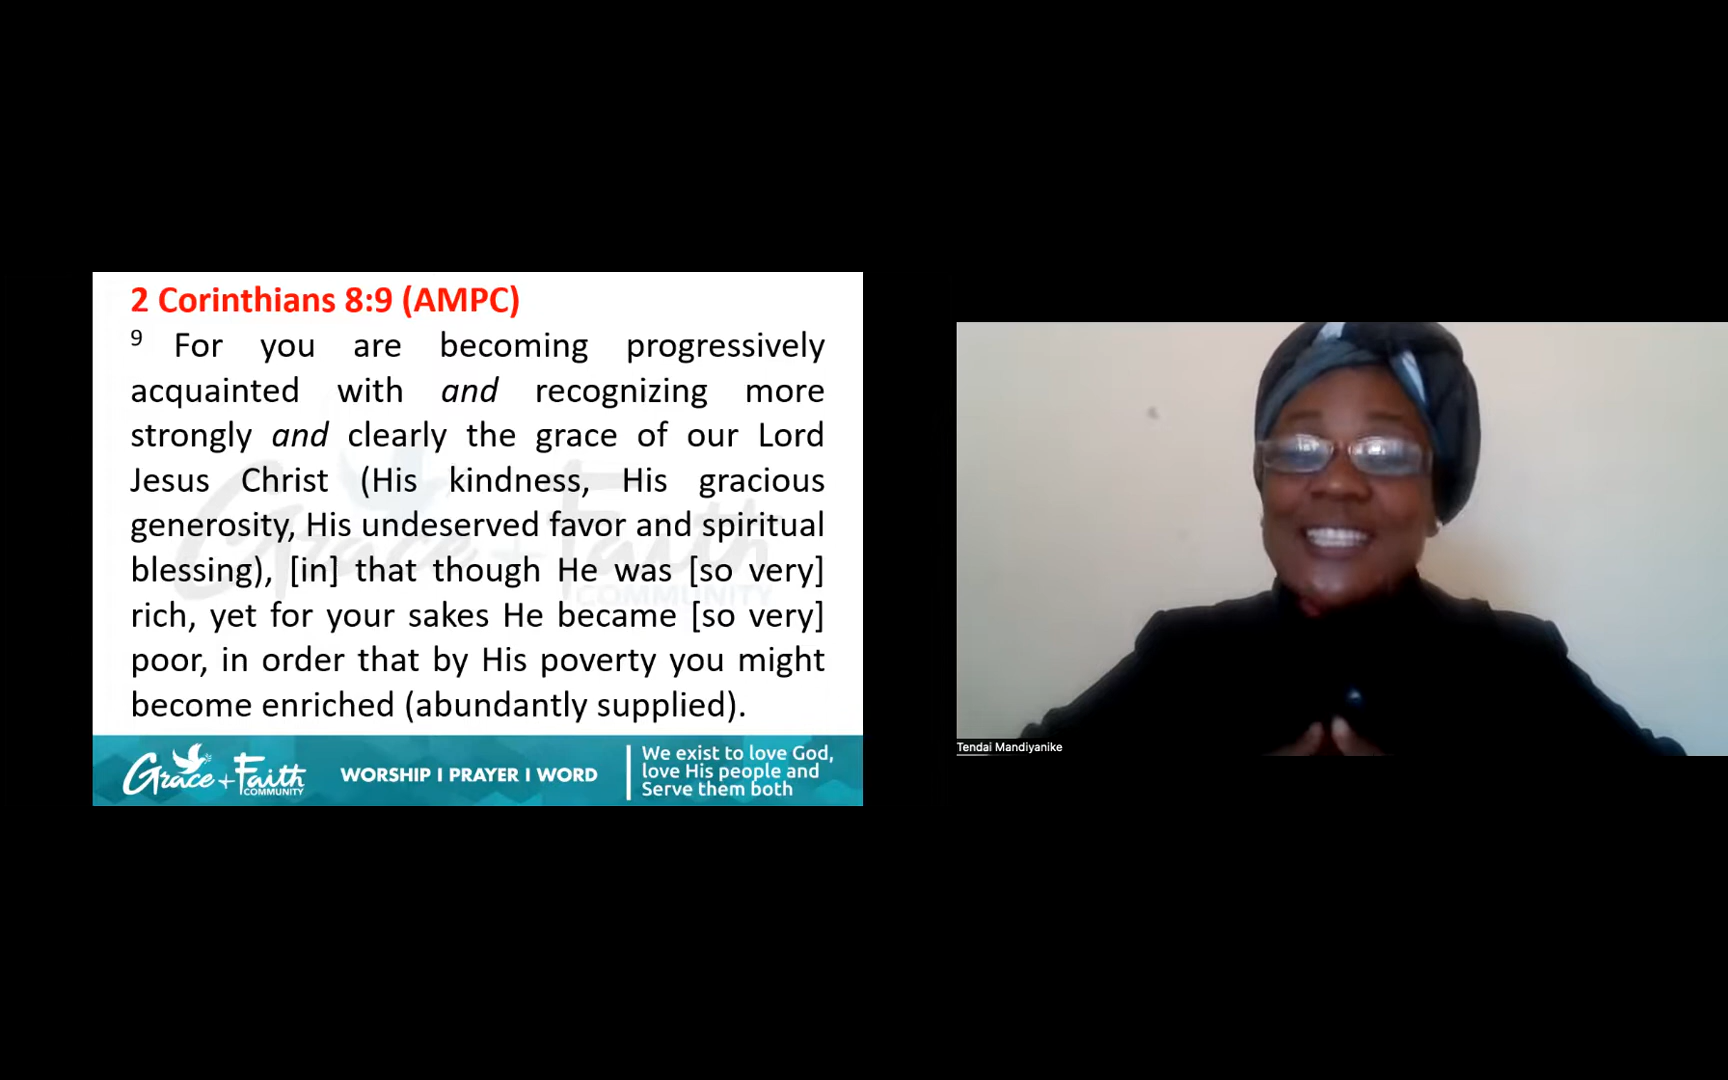 2 Corinthians 8:9 (AMPC)
9 For you are becoming progressively
acquainted with and recognizing more
strongly and clearly the grace of our Lord
Jesus Christ (His kindness, His gracious
generosity, His undeserved favor and spiritual
blessing), [in] that though He was [so very]
rich, yet for your sakes He became [so very]
poor, in order that by His poverty you might
become enriched (abundantly supplied).
Grace + Faith
COMMUNITY
Grace + Faith
COMMUNITY
WORSHIP I PRAYER I WORD
We exist to love God,
love His people and
Serve them both
Tendai Mandiyanike